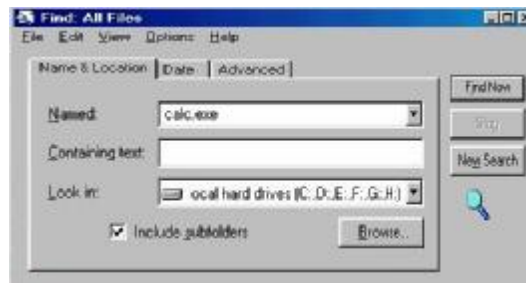 Find: All Files
File Edit View Options Help
Name & Location Date Advanced
Find Now
Named: calc.exe
Stop
Containing text:
New Search
Look in: ocal hard drives (C:,D:,E:,F:,G:,H:)
Include subfolders Browse...